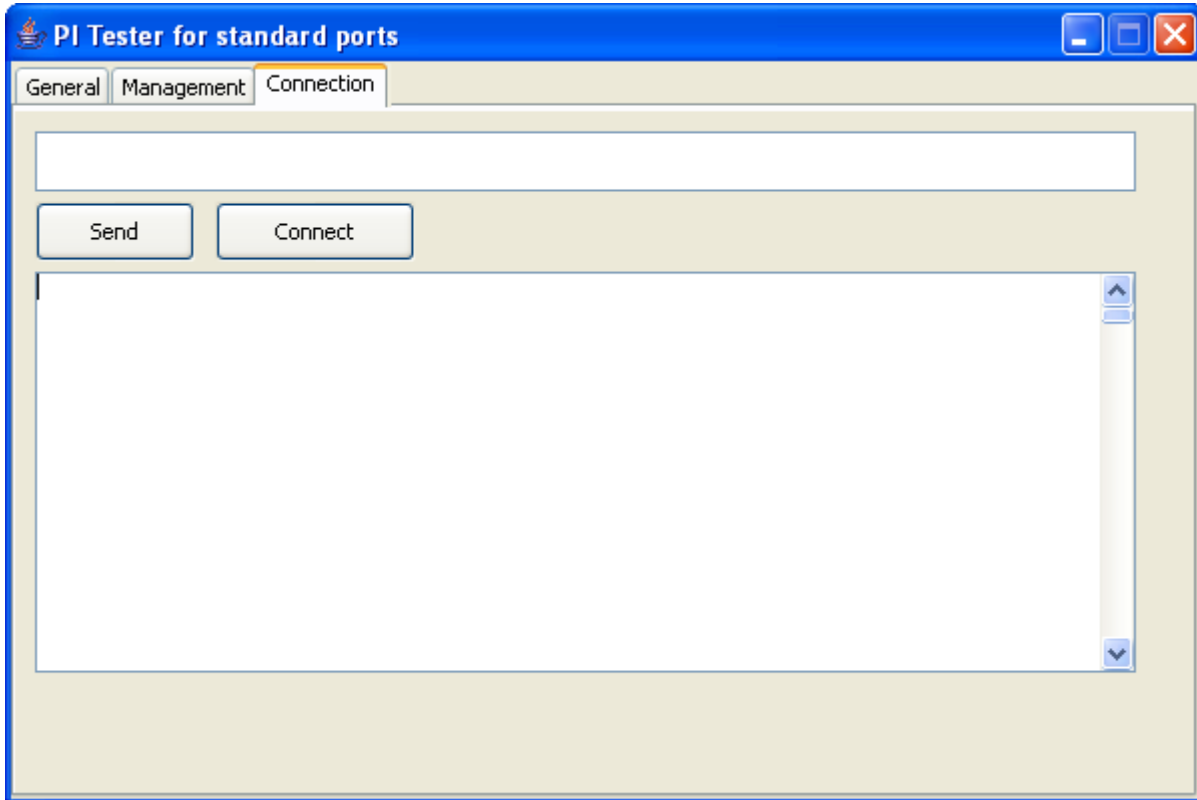 PI Tester for standard ports
General Management Connection
Send Connect